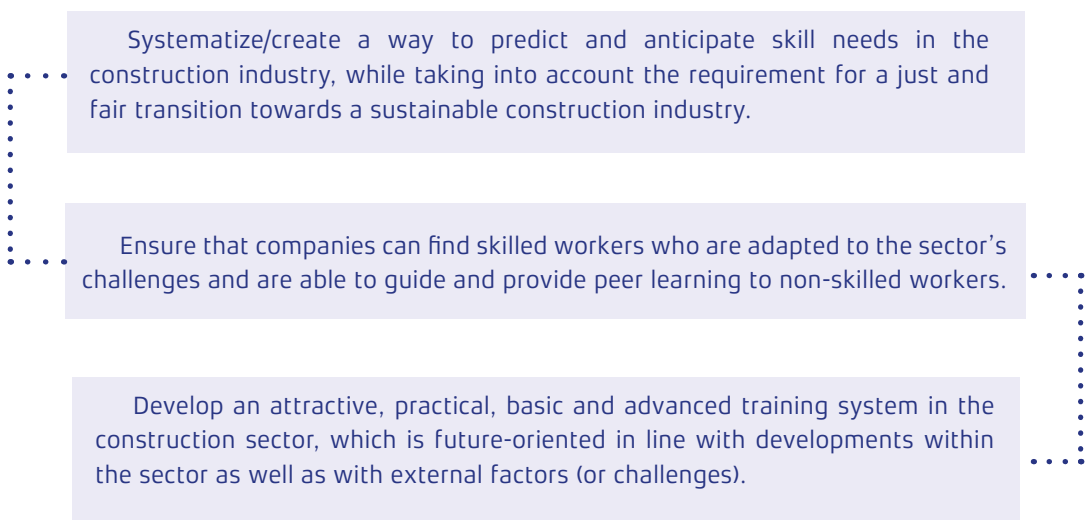 Systematize/create a way to predict and anticipate skill needs in the
construction industry, while taking into account the requirement for a just and
fair transition towards a sustainable construction industry.
Ensure that companies can find skilled workers who are adapted to the sector’s
challenges and are able to guide and provide peer learning to non-skilled workers.
Develop an attractive, practical, basic and advanced training system in the
construction sector, which is future-oriented in line with developments within
the sector as well as with external factors (or challenges).